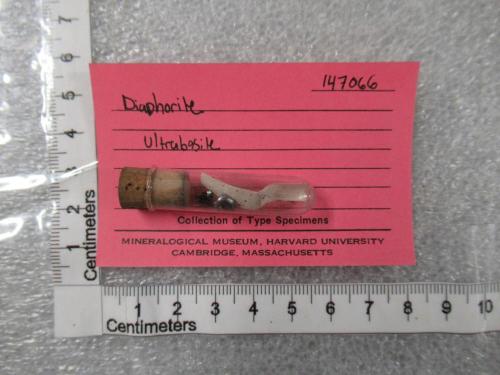 147066
Diaphorite
Ultrabasite
Collection of Type Specimens
MINERALOGICAL MUSEUM, HARVARD UNIVERSITY
CAMBRIDGE, MASSACHUSETTS
1 2 3 4 5 6 7
Centimeters
1 2 3 4 5 6 7 8 9 10
Centimeters